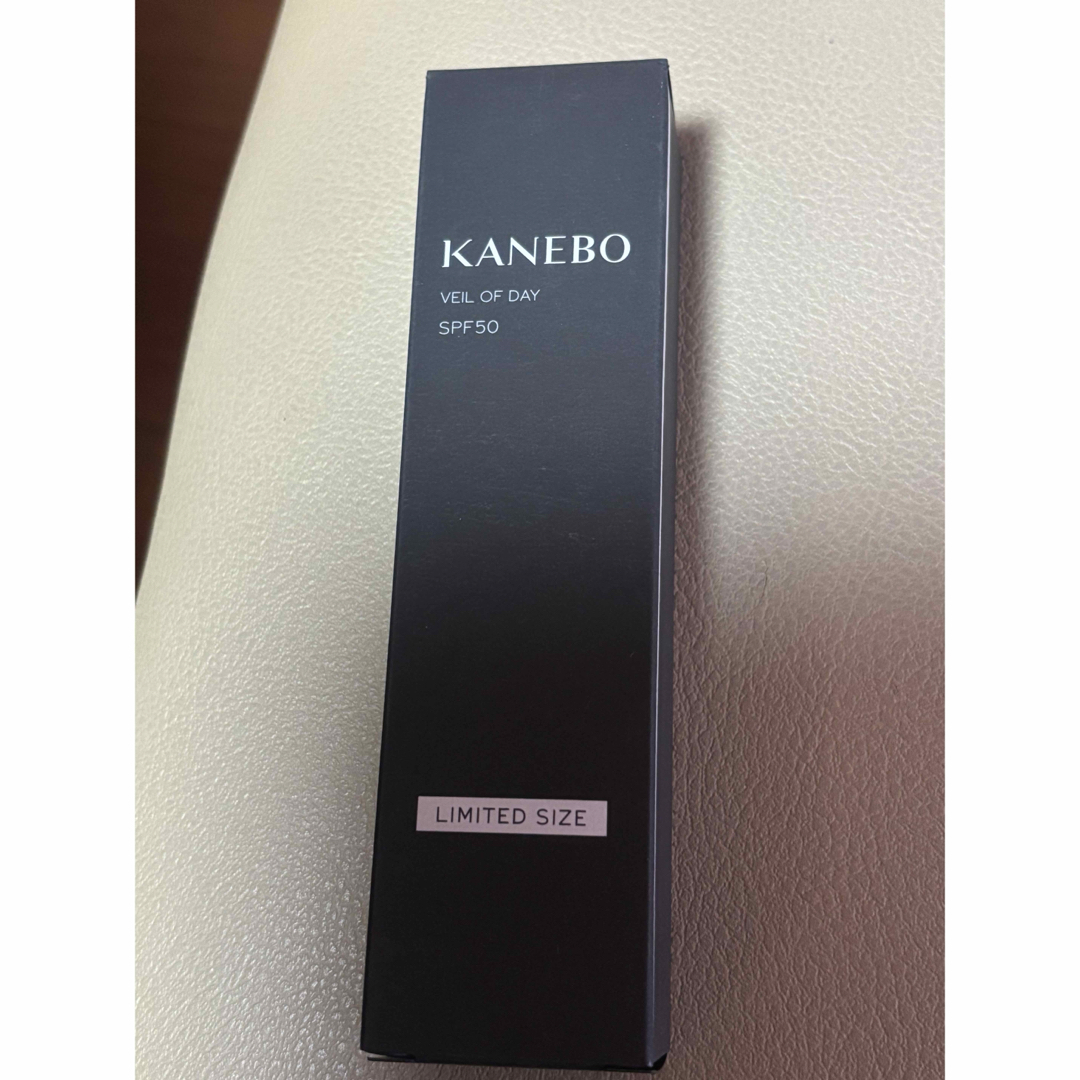 KANEBO
VEIL OF DAY
SPF50
LIMITED SIZE